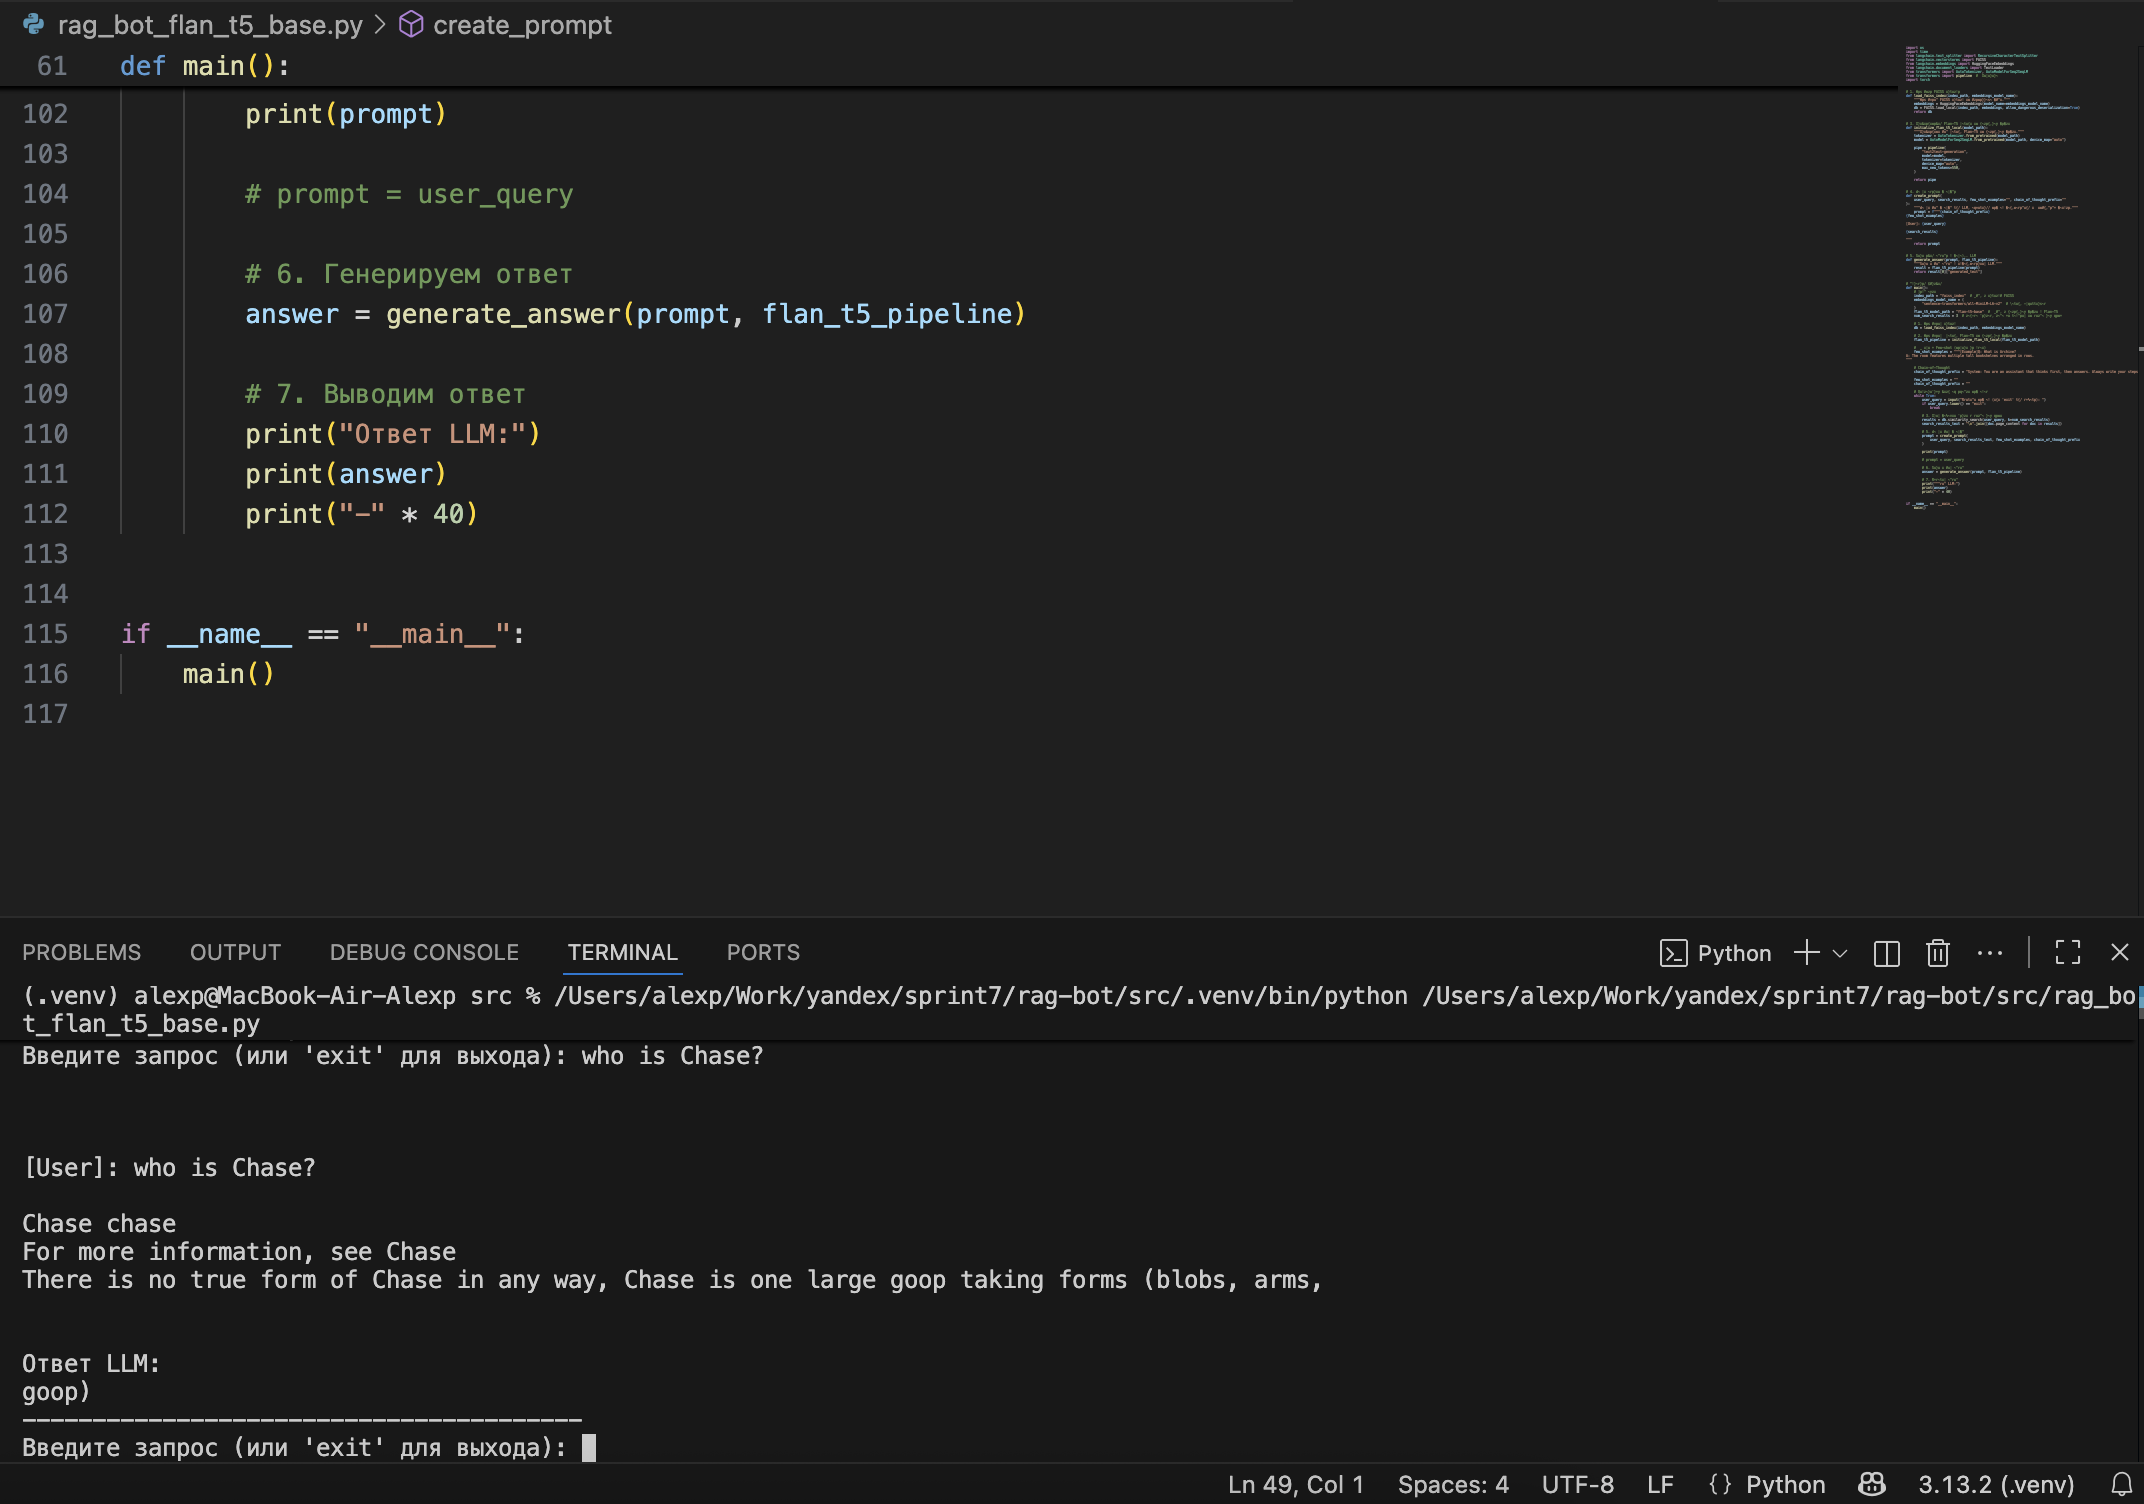 rag_bot_flan_t5_base.py > create_prompt
61 def main():
102 print(prompt)
103
104 # prompt = user_query
105
106 # 6. Генерируем ответ
107 answer = generate_answer(prompt, flan_t5_pipeline)
108
109 # 7. Выводим ответ
110 print("Ответ LLM:")
111 print(answer)
112 print("-" * 40)
113
114
115 if __name__ == "__main__":
116 main()
117
PROBLEMS OUTPUT DEBUG CONSOLE TERMINAL PORTS Python
(.venv) alexp@MacBook-Air-Alexp src % /Users/alexp/Work/yandex/sprint7/rag-bot/src/.venv/bin/python /Users/alexp/Work/yandex/sprint7/rag-bot/src/rag_bo
t_flan_t5_base.py
Введите запрос (или 'exit' для выхода): who is Chase?
[User]: who is Chase?
Chase chase
For more information, see Chase
There is no true form of Chase in any way, Chase is one large goop taking forms (blobs, arms,
Ответ LLM:
goop)
----------------------------------------
Введите запрос (или 'exit' для выхода):
Ln 49, Col 1 Spaces: 4 UTF-8 LF {} Python 3.13.2 (.venv)